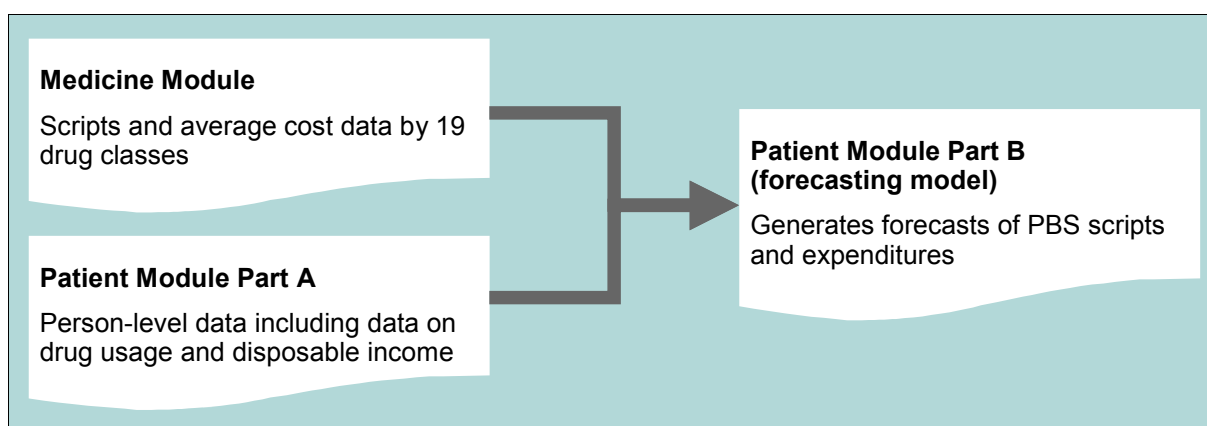 Medicine Module
Scripts and average cost data by 19
drug classes
Patient Module Part A
Person-level data including data on
drug usage and disposable income
Patient Module Part B
(forecasting model)
Generates forecasts of PBS scripts
and expenditures